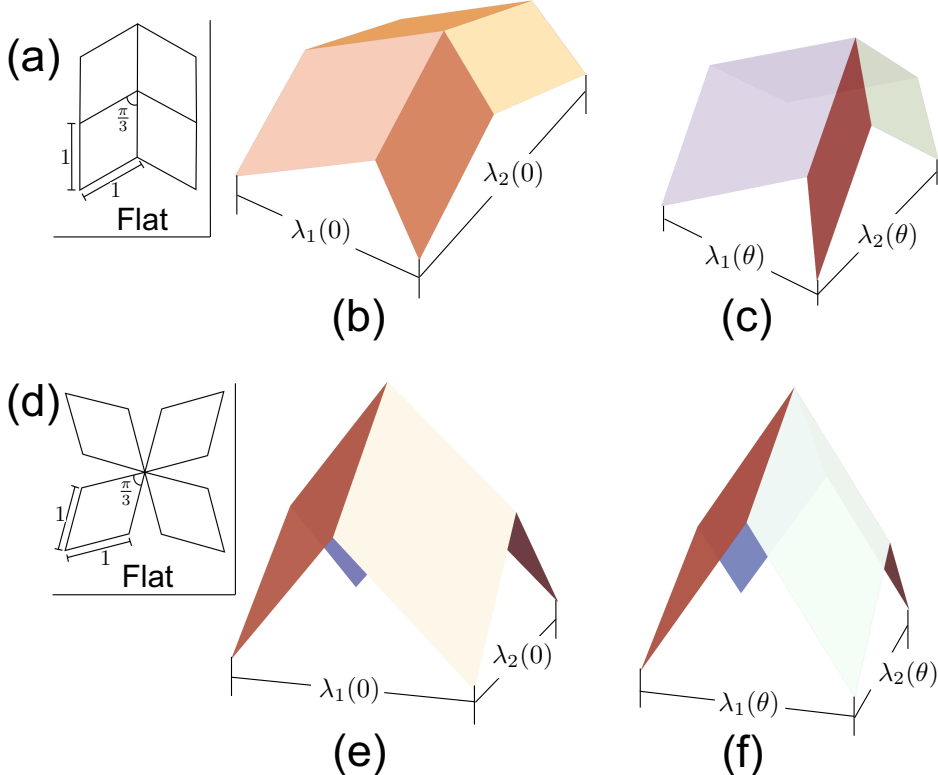 (a)
π/3
1
1
Flat
λ₁(0)
λ₂(0)
(b)
λ₁(θ)
λ₂(θ)
(c)
(d)
π/3
1
1
Flat
λ₁(0)
λ₂(0)
(e)
λ₁(θ)
λ₂(θ)
(f)